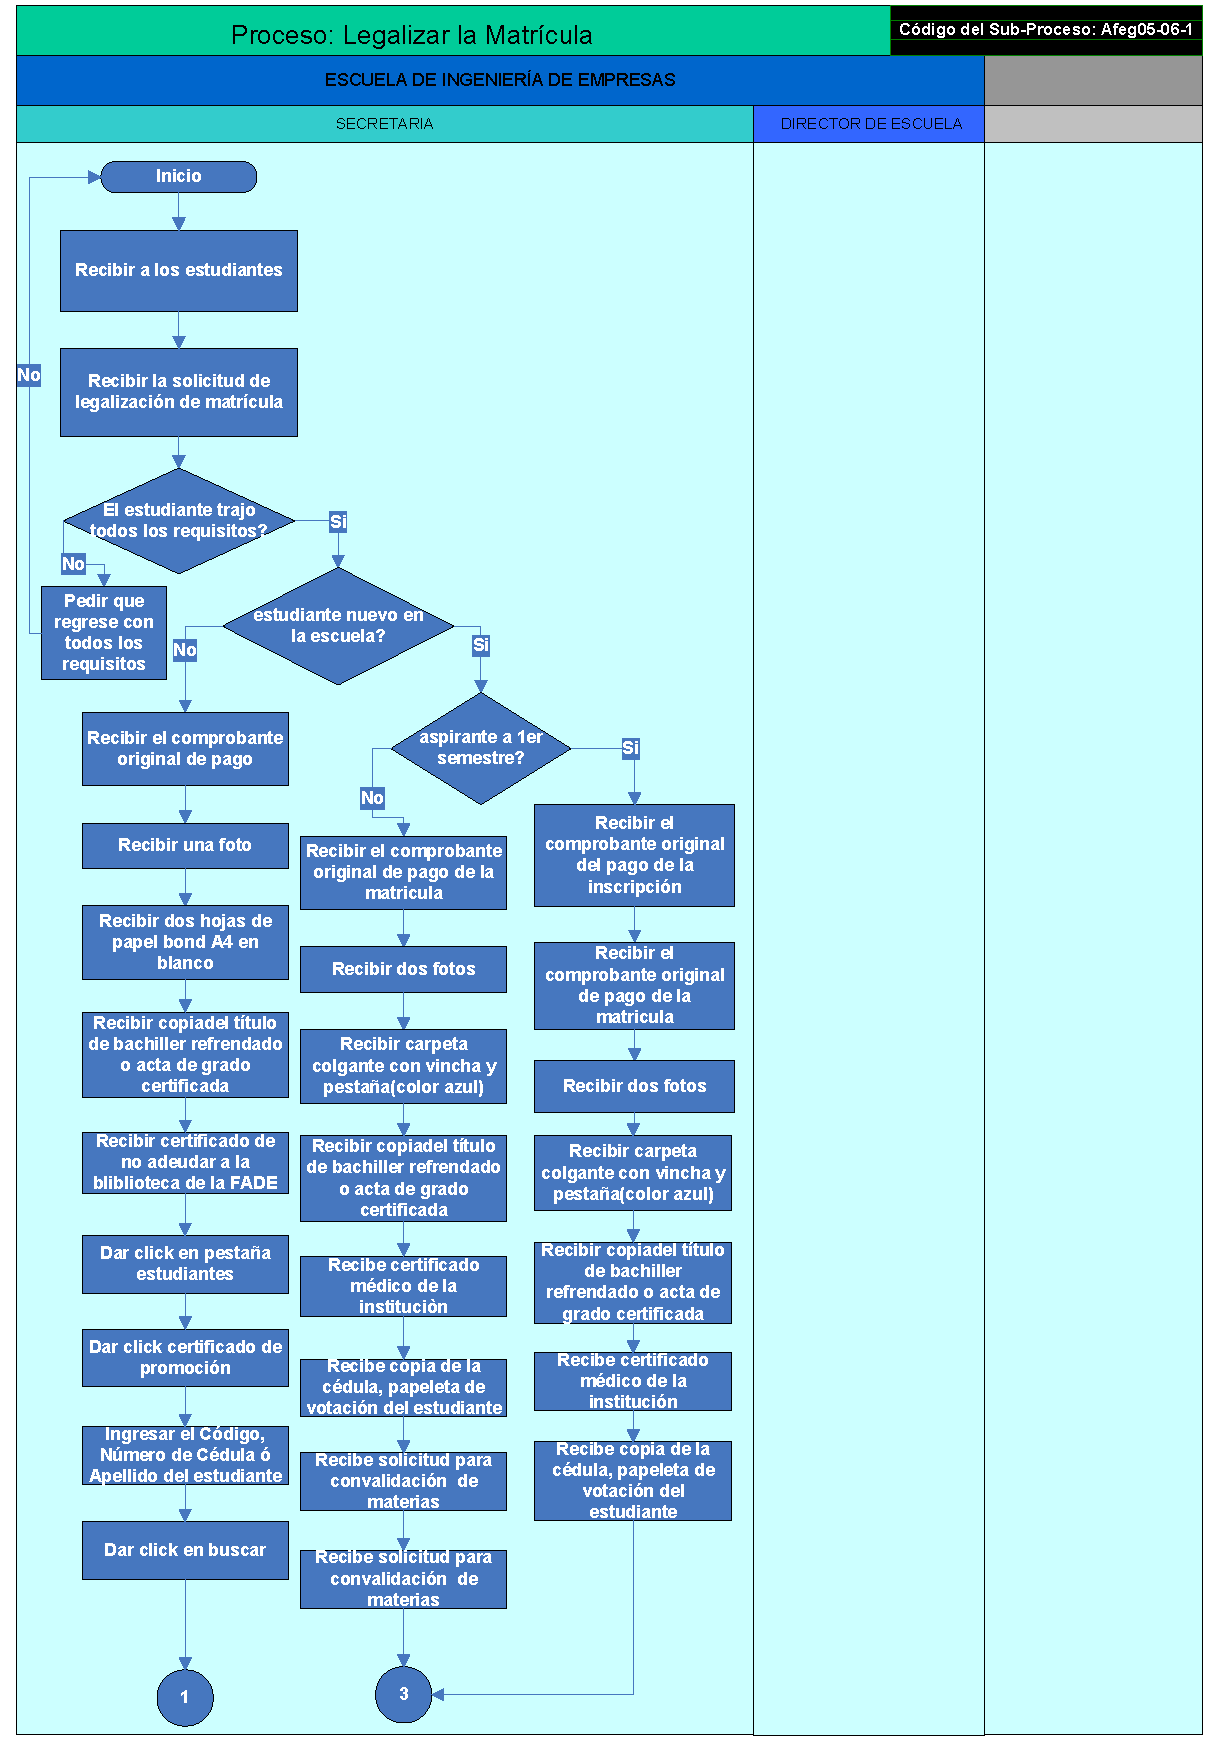 Proceso: Legalizar la Matrícula
Código del Sub-Proceso: Afeg05-06-1
ESCUELA DE INGENIERÍA DE EMPRESAS
SECRETARIA
DIRECTOR DE ESCUELA
Inicio
Recibir a los estudiantes
No
Recibir la solicitud de
legalización de matrícula
El estudiante trajo
todos los requisitos?
Si
No
Pedir que
regrese con
todos los
requisitos
estudiante nuevo en
la escuela?
No
Si
Recibir el comprobante
original de pago
Recibir una foto
Recibir dos hojas de
papel bond A4 en
blanco
Recibir copiadel título
de bachiller refrendado
o acta de grado
certificada
Recibir certificado de
no adeudar a la
bliblioteca de la FADE
Dar click en pestaña
estudiantes
Dar click certificado de
promoción
Ingresar el Código,
Número de Cédula ó
Apellido del estudiante
Dar click en buscar
1
aspirante a 1er
semestre?
No
Si
Recibir el comprobante
original de pago de la
matricula
Recibir dos fotos
Recibir carpeta
colgante con vincha y
pestaña(color azul)
Recibir copiadel título
de bachiller refrendado
o acta de grado
certificada
Recibe certificado
médico de la
instituciòn
Recibe copia de la
cédula, papeleta de
votación del estudiante
Recibe solicitud para
convalidación  de
materias
Recibe solicitud para
convalidación  de
materias
3
Recibir el
comprobante original
del pago de la
inscripción
Recibir el
comprobante original
de pago de la
matricula
Recibir dos fotos
Recibir carpeta
colgante con vincha y
pestaña(color azul)
Recibir copiadel título
de bachiller
refrendado o acta de
grado certificada
Recibe certificado
médico de la
institución
Recibe copia de la
cédula, papeleta de
votación del
estudiante